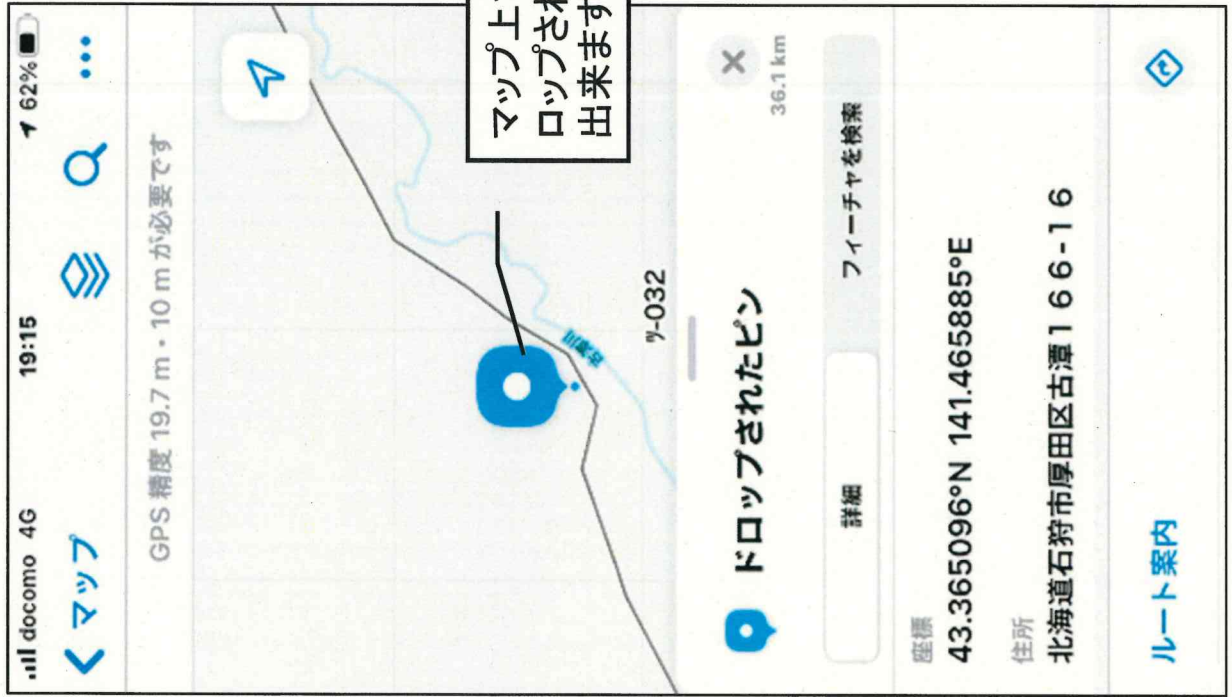 docomo 4G 19:15 62%
マップ
GPS 精度 19.7 m・10 m が必要です
古潭川
ﾂ-032
マップ上
ロップされ
出来ます
ドロップされたピン
36.1 km
詳細 フィーチャを検索
座標
43.365096°N 141.465885°E
住所
北海道石狩市厚田区古潭１６６-１６
ルート案内